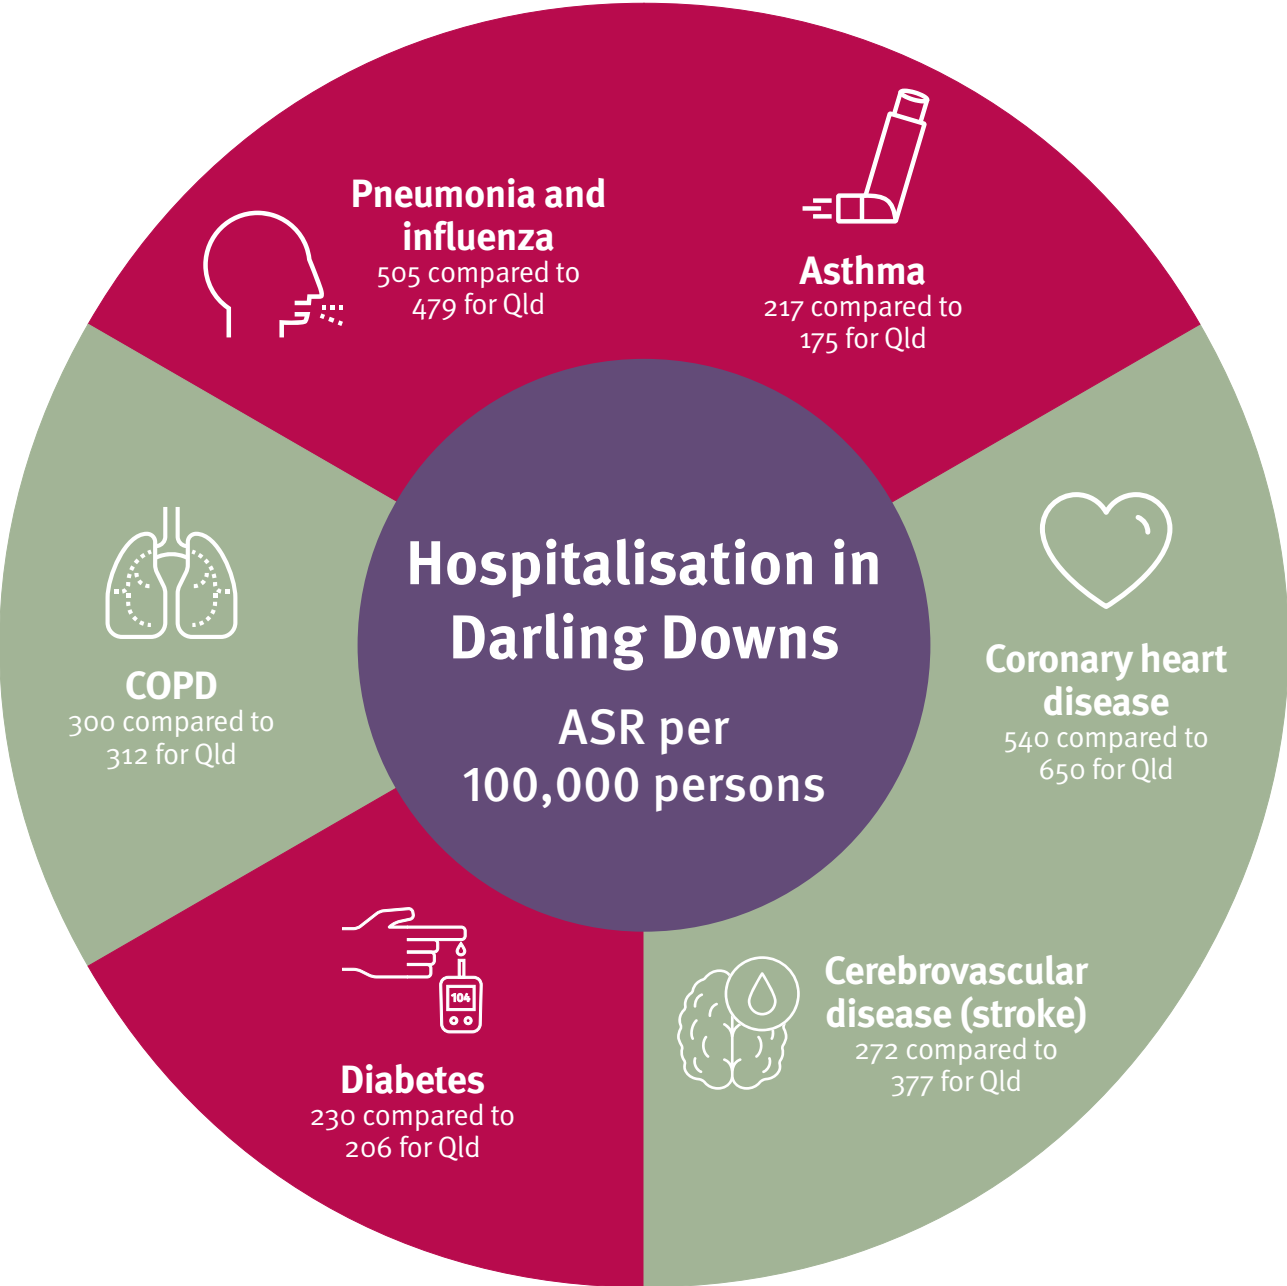 Hospitalisation in
Darling Downs
ASR per
100,000 persons
Pneumonia and
influenza
505 compared to
479 for Qld
Asthma
217 compared to
175 for Qld
Coronary heart
disease
540 compared to
650 for Qld
Cerebrovascular
disease (stroke)
272 compared to
377 for Qld
104
Diabetes
230 compared to
206 for Qld
COPD
300 compared to
312 for Qld